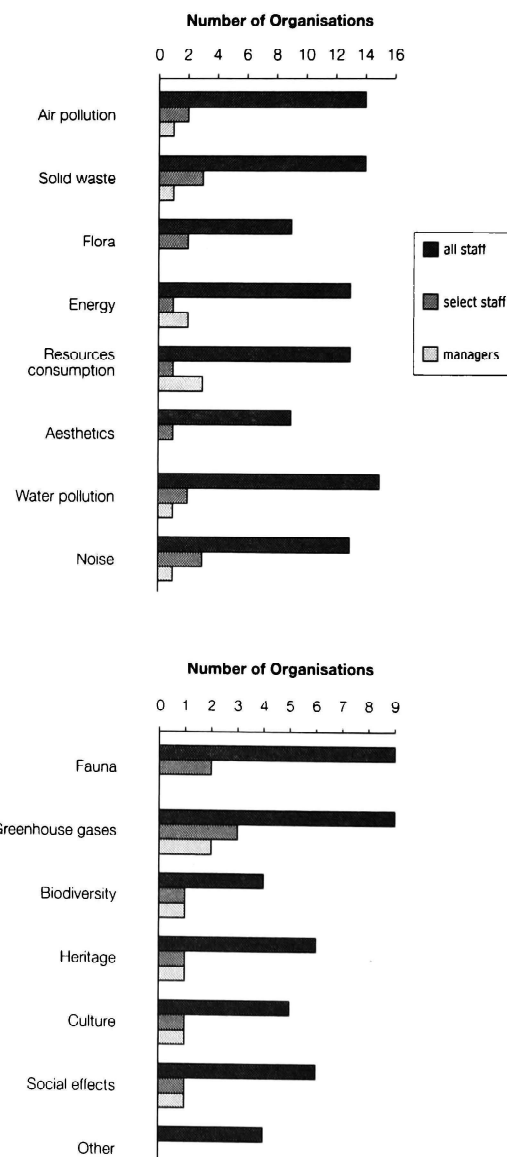 Number of Organisations
0 2 4 6 8 10 12 14 16
Air pollution
Solid waste
Flora
Energy
Resources
consumption
Aesthetics
Water pollution
Noise
all staff
select staff
managers
Number of Organisations
0 1 2 3 4 5 6 7 8 9
Fauna
Greenhouse gases
Biodiversity
Heritage
Culture
Social effects
Other